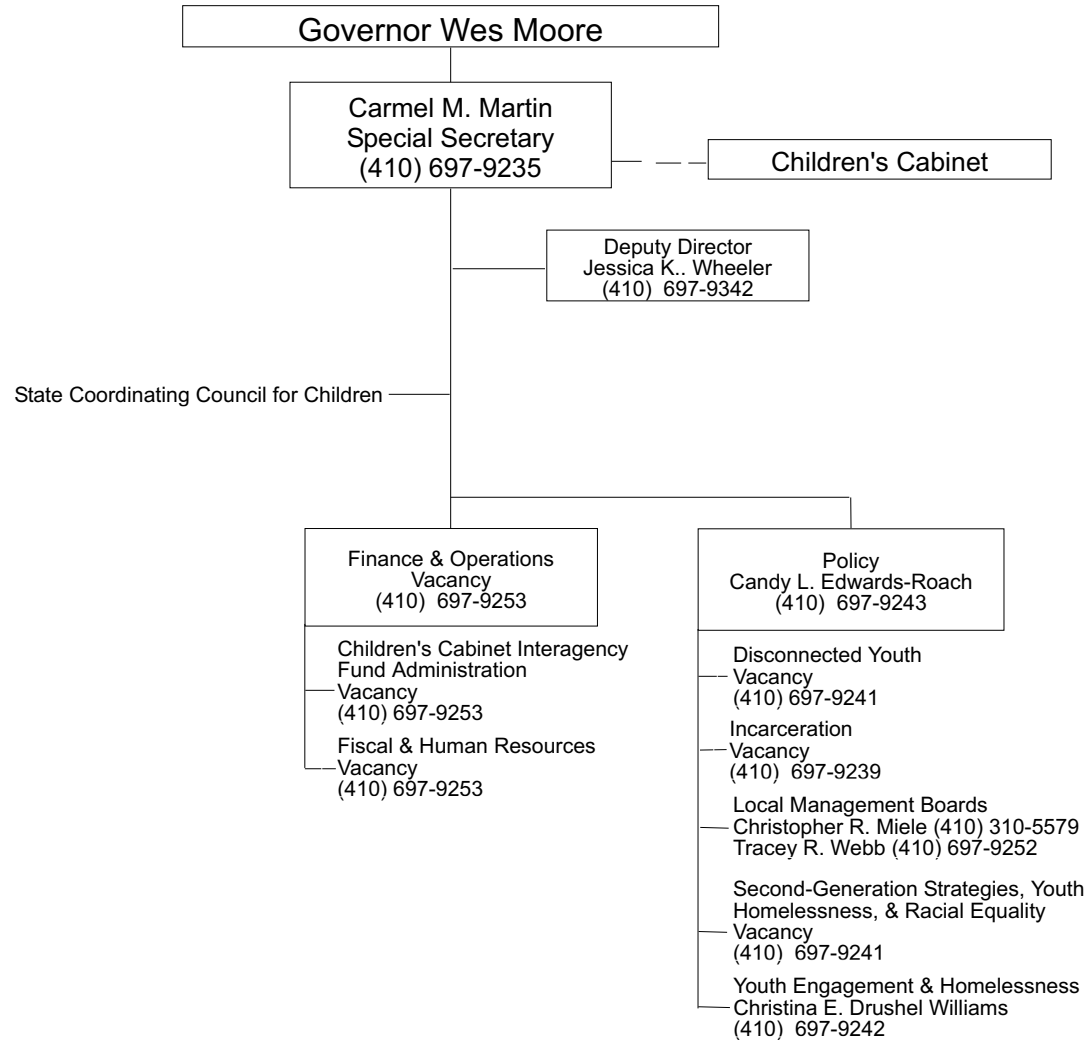 Governor Wes Moore
Carmel M. Martin
Special Secretary
(410) 697-9235
Children's Cabinet
Deputy Director
Jessica K.. Wheeler
(410) 697-9342
State Coordinating Council for Children
Finance & Operations
Vacancy
(410) 697-9253
Children's Cabinet Interagency
Fund Administration
Vacancy
(410) 697-9253
Fiscal & Human Resources
Vacancy
(410) 697-9253
Policy
Candy L. Edwards-Roach
(410) 697-9243
Disconnected Youth
Vacancy
(410) 697-9241
Incarceration
Vacancy
(410) 697-9239
Local Management Boards
Christopher R. Miele (410) 310-5579
Tracey R. Webb (410) 697-9252
Second-Generation Strategies, Youth
Homelessness, & Racial Equality
Vacancy
(410) 697-9241
Youth Engagement & Homelessness
Christina E. Drushel Williams
(410) 697-9242